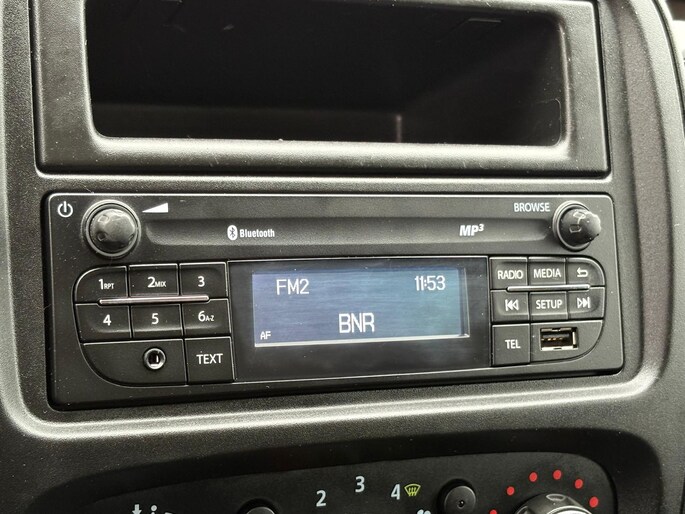 BROWSE
Bluetooth
MP3
1RPT 2MIX 3
4 5 6A-Z
TEXT
FM2 11:53
BNR
AF
RADIO MEDIA
SETUP
TEL
2 3 4